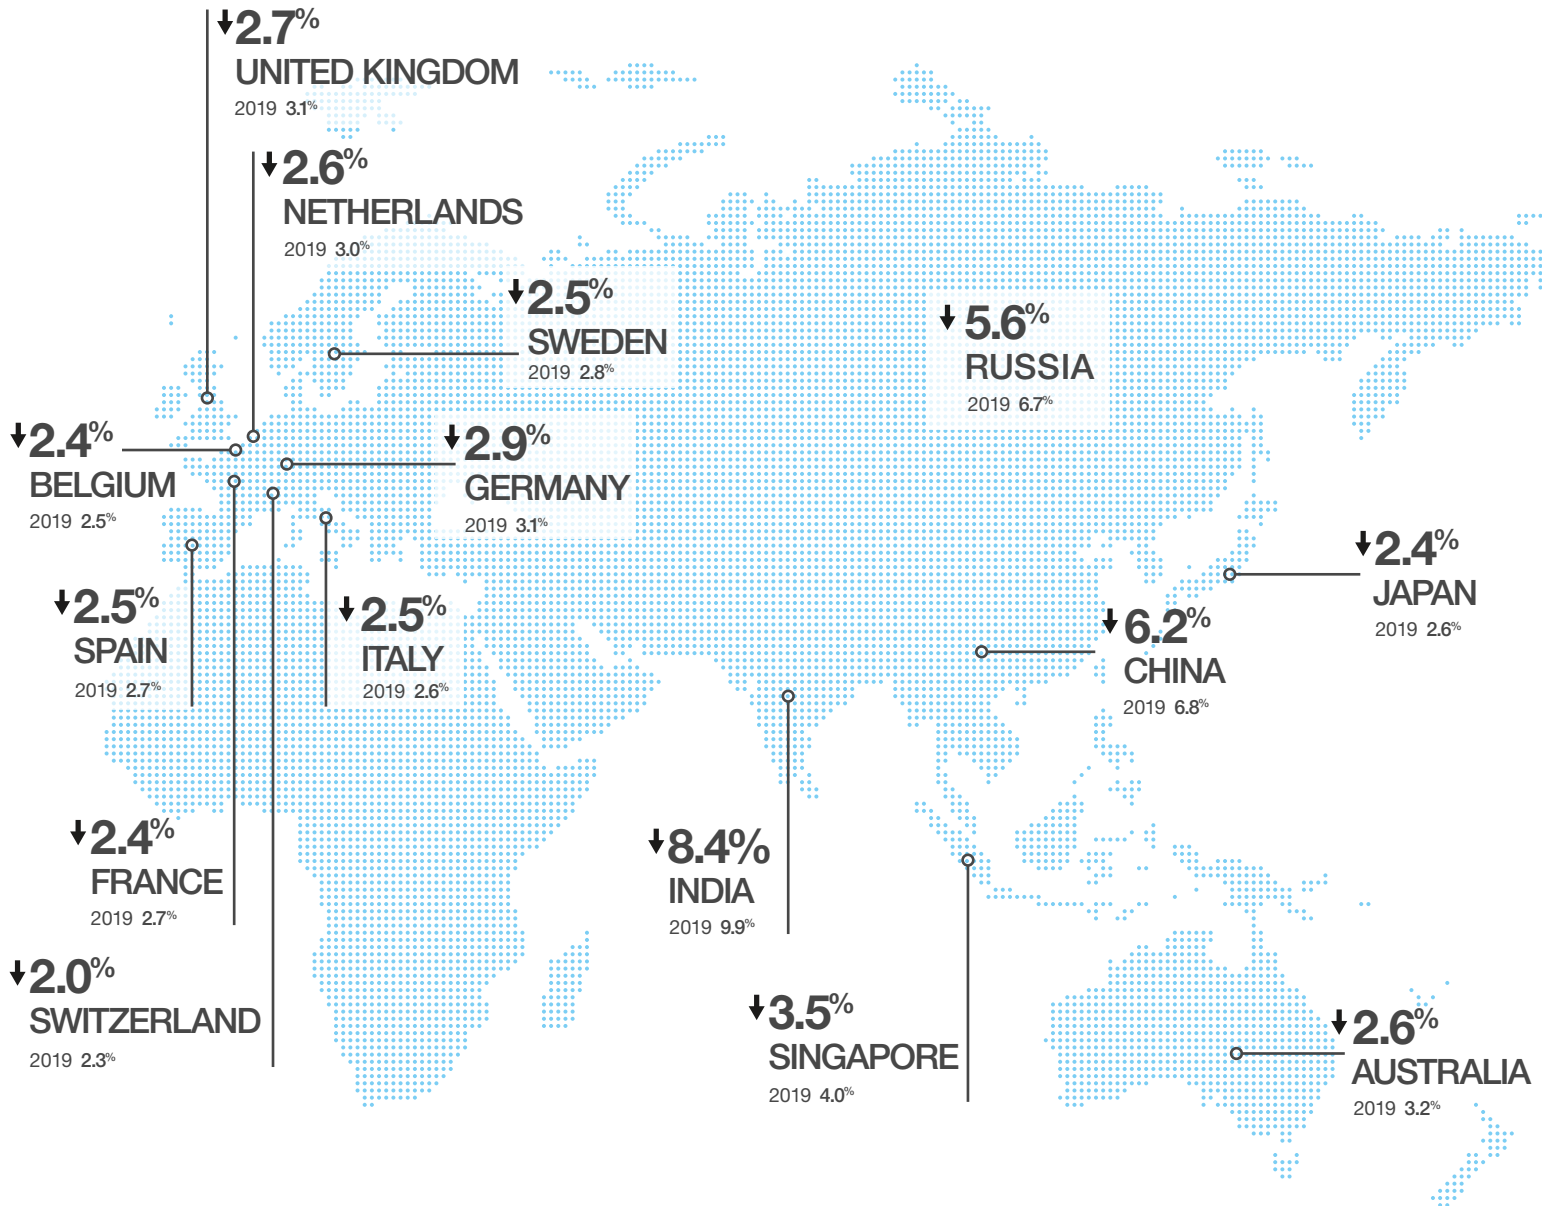 ↓2.7%
UNITED KINGDOM
2019 3.1%
↓2.6%
NETHERLANDS
2019 3.0%
↓2.5%
SWEDEN
2019 2.8%
↓5.6%
RUSSIA
2019 6.7%
↓2.4%
BELGIUM
2019 2.5%
↓2.9%
GERMANY
2019 3.1%
↓2.4%
JAPAN
2019 2.6%
↓2.5%
SPAIN
2019 2.7%
↓2.5%
ITALY
2019 2.6%
↓6.2%
CHINA
2019 6.8%
↓2.4%
FRANCE
2019 2.7%
↓8.4%
INDIA
2019 9.9%
↓2.0%
SWITZERLAND
2019 2.3%
↓3.5%
SINGAPORE
2019 4.0%
↓2.6%
AUSTRALIA
2019 3.2%